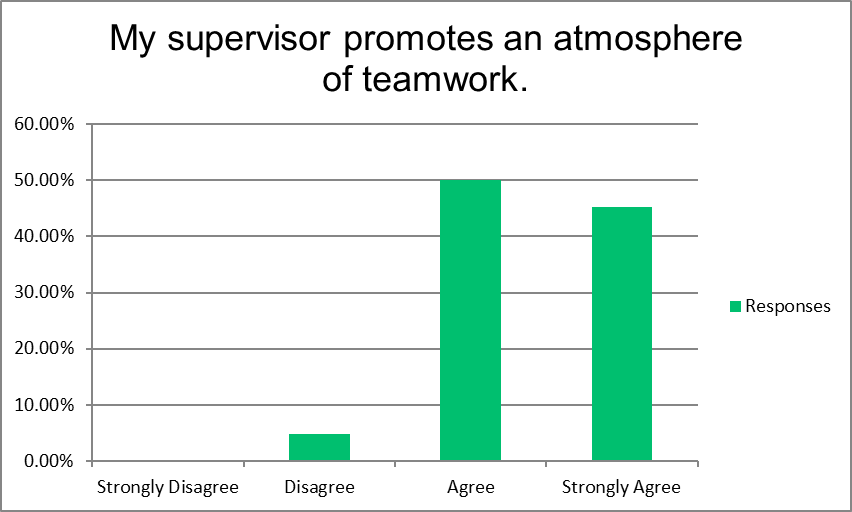 My supervisor promotes an atmosphere
of teamwork.
60.00%
50.00%
40.00%
30.00%
20.00%
10.00%
0.00%
Strongly Disagree
Disagree
Agree
Strongly Agree
Responses